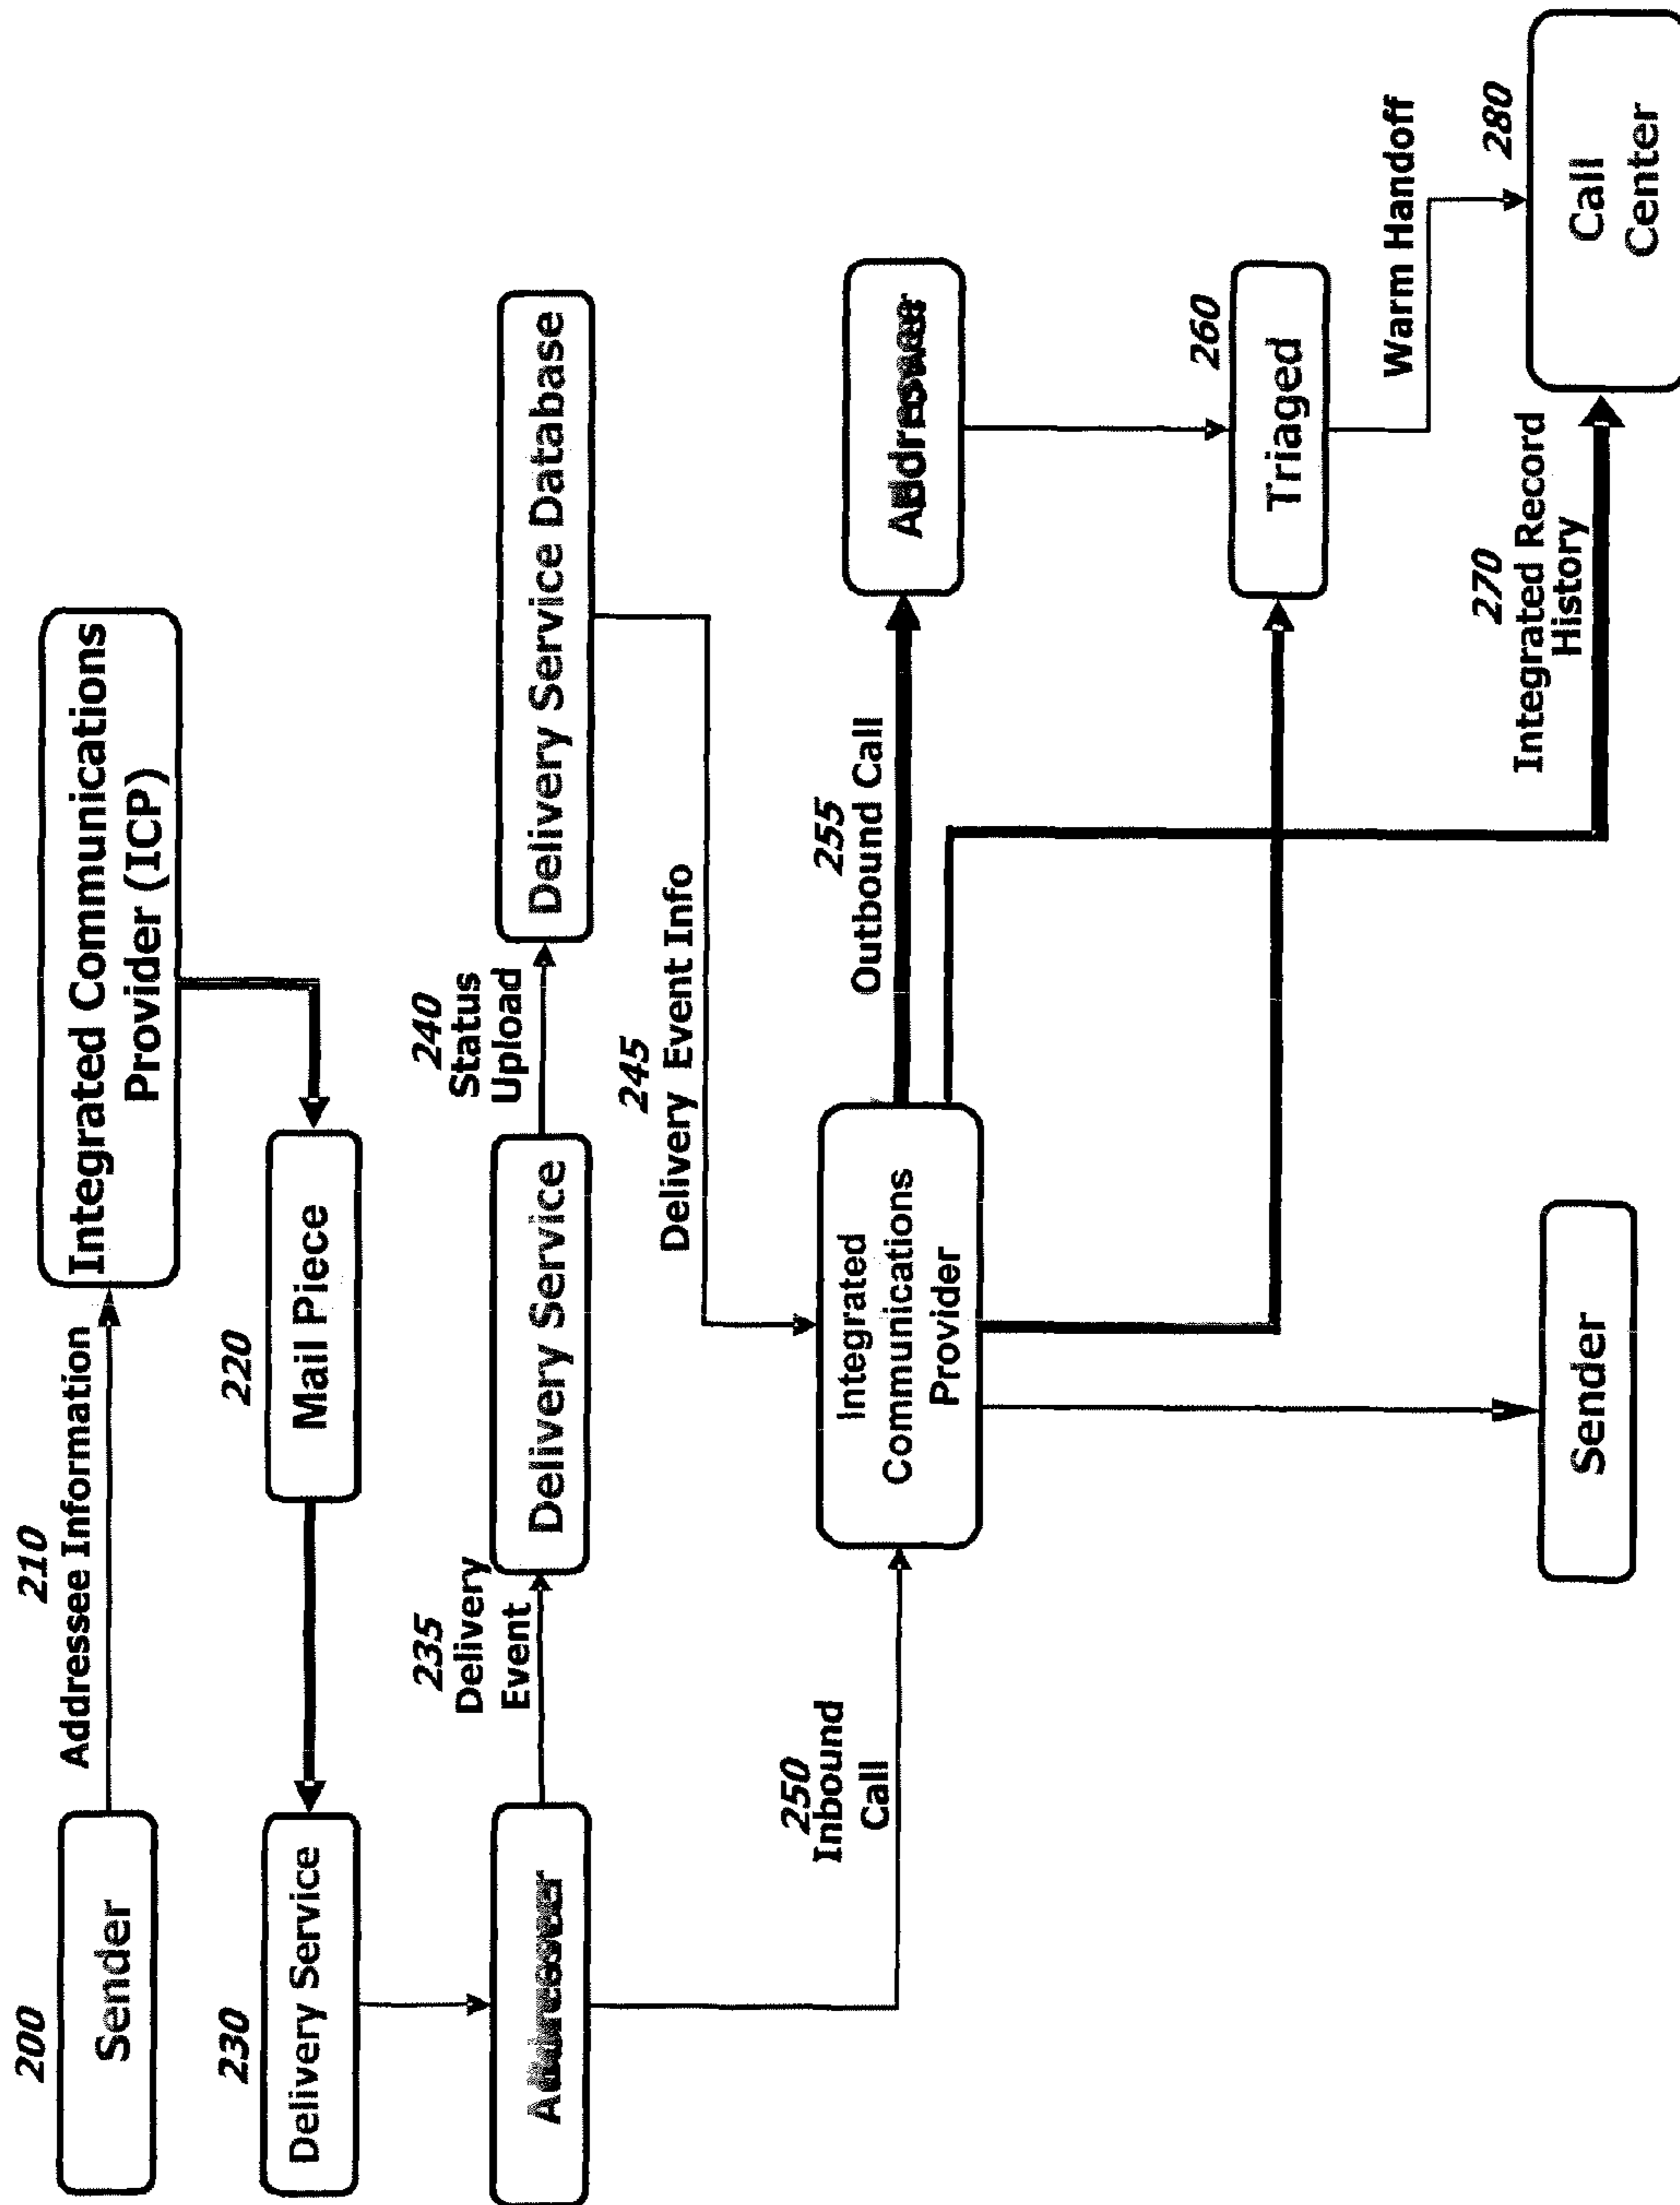 200
Sender
210
Addressee Information
Integrated Communications
Provider (ICP)
230
Delivery Service
220
Mail Piece
235
Delivery
Event
Delivery Service
240
Status
Upload
Delivery Service Database
245
Delivery Event Info
250
Inbound
Call
Integrated
Communications
Provider
255
Outbound Call
260
Triaged
Warm Handoff
Sender
270
Integrated Record
History
280
Call
Center